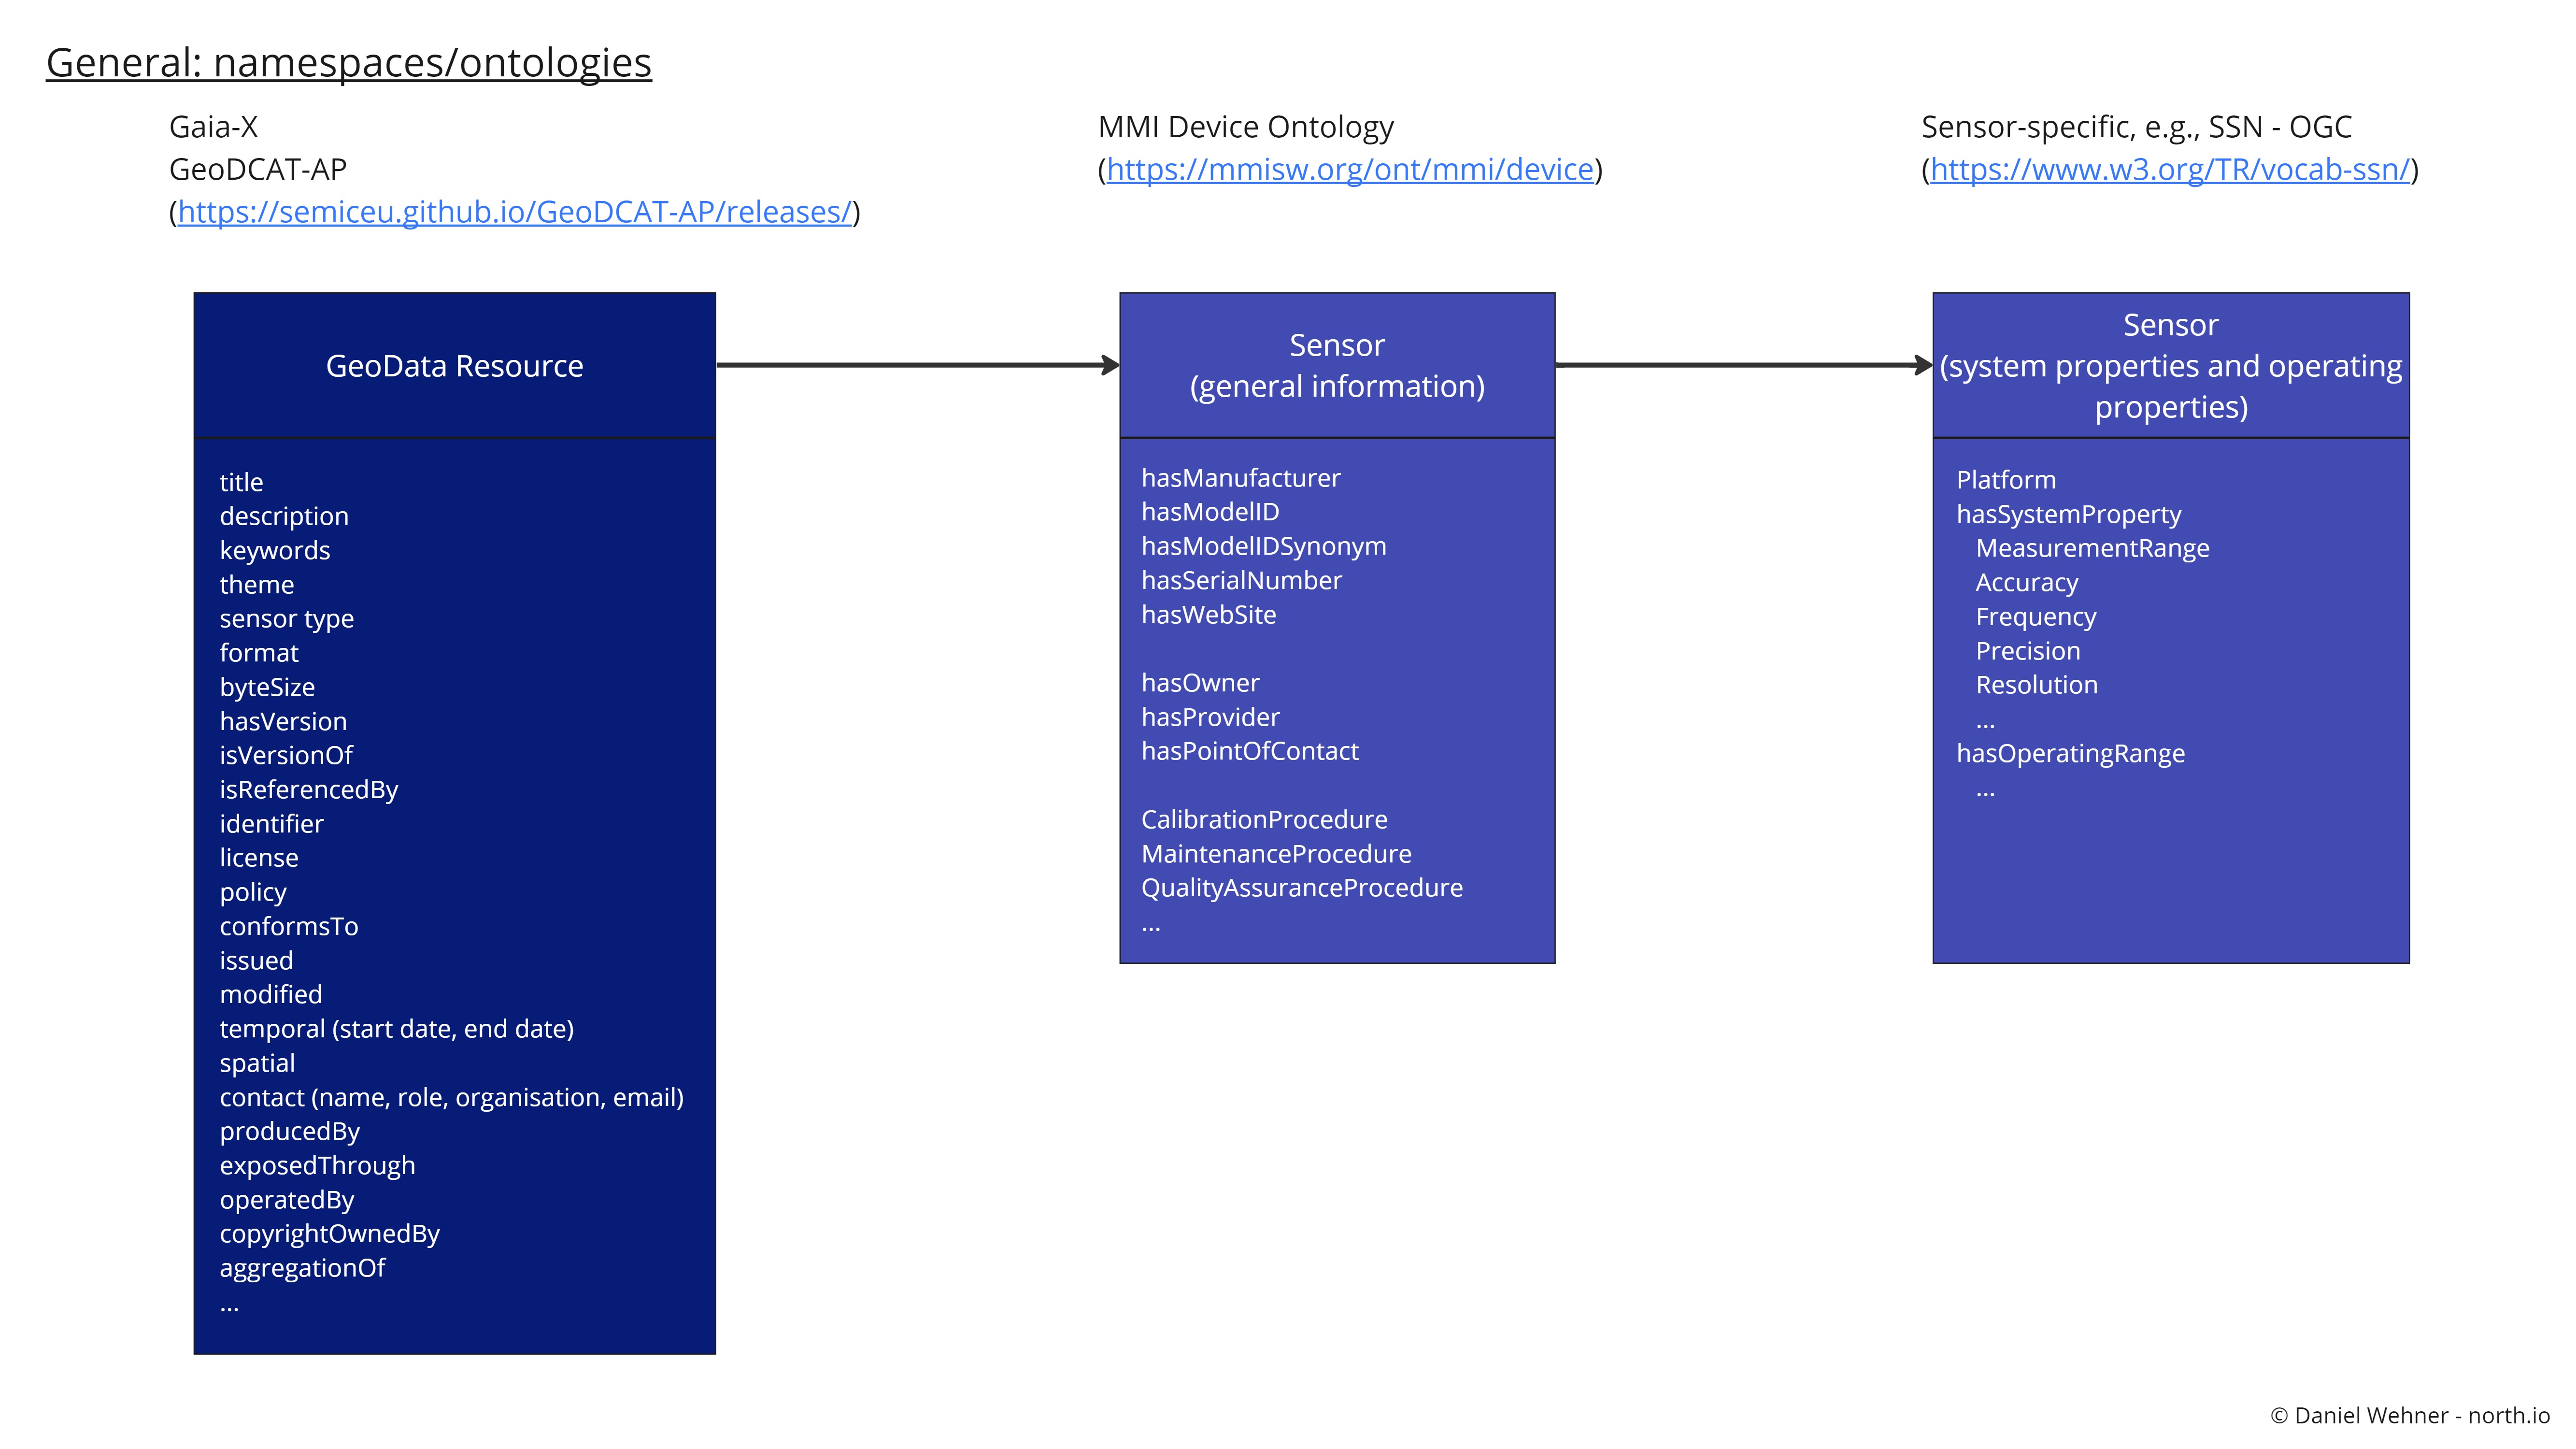 General: namespaces/ontologies
Gaia-X
GeoDCAT-AP
(https://semiceu.github.io/GeoDCAT-AP/releases/)
MMI Device Ontology
(https://mmisw.org/ont/mmi/device)
Sensor-specific, e.g., SSN - OGC
(https://www.w3.org/TR/vocab-ssn/)
GeoData Resource
title
description
keywords
theme
sensor type
format
byteSize
hasVersion
isVersionOf
isReferencedBy
identifier
license
policy
conformsTo
issued
modified
temporal (start date, end date)
spatial
contact (name, role, organisation, email)
producedBy
exposedThrough
operatedBy
copyrightOwnedBy
aggregationOf
...
Sensor
(general information)
hasManufacturer
hasModelID
hasModelIDSynonym
hasSerialNumber
hasWebSite
hasOwner
hasProvider
hasPointOfContact
CalibrationProcedure
MaintenanceProcedure
QualityAssuranceProcedure
...
Sensor
(system properties and operating
properties)
Platform
hasSystemProperty
MeasurementRange
Accuracy
Frequency
Precision
Resolution
...
hasOperatingRange
...
© Daniel Wehner - north.io